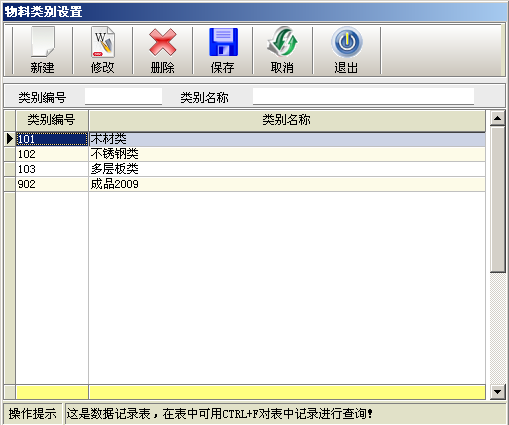 物料类别设置
新建 修改 删除 保存 取消 退出
类别编号 类别名称
类别编号 类别名称
101 木材类
102 不锈钢类
103 多层板类
902 成品2009
操作提示 这是数据记录表，在表中可用CTRL+F对表中记录进行查询!